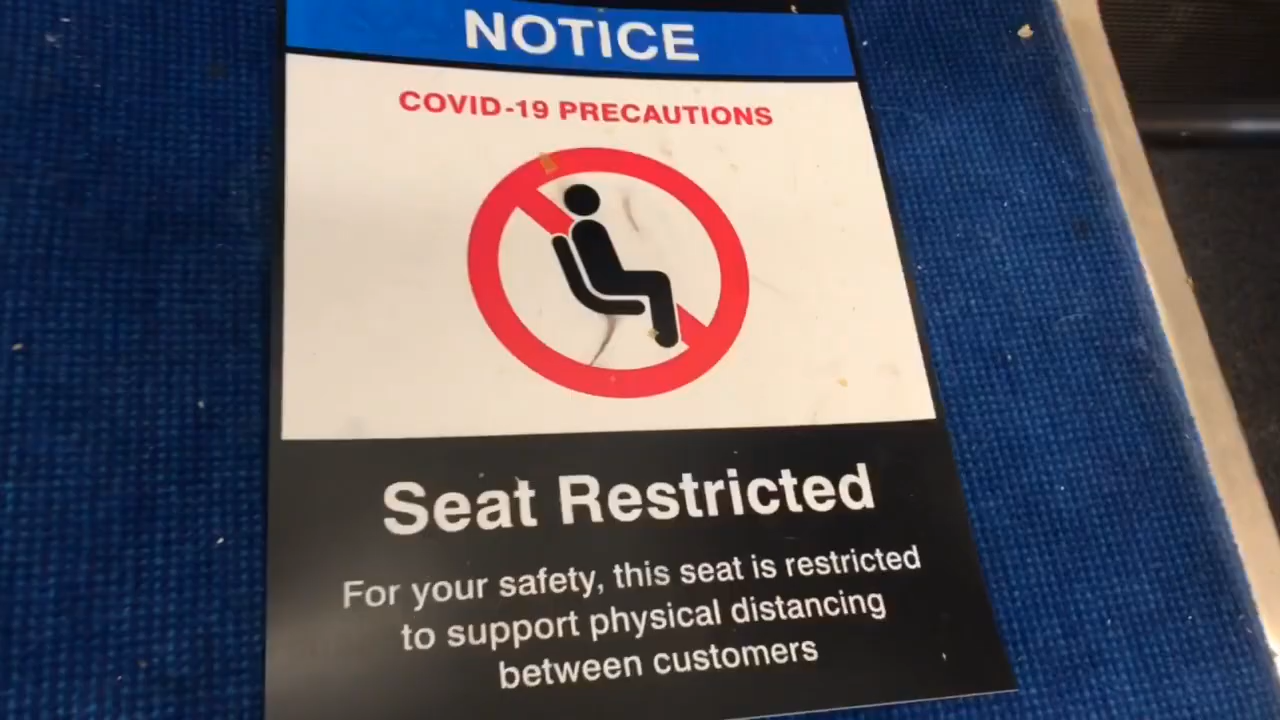 NOTICE
COVID-19 PRECAUTIONS
Seat Restricted
For your safety, this seat is restricted
to support physical distancing
between customers